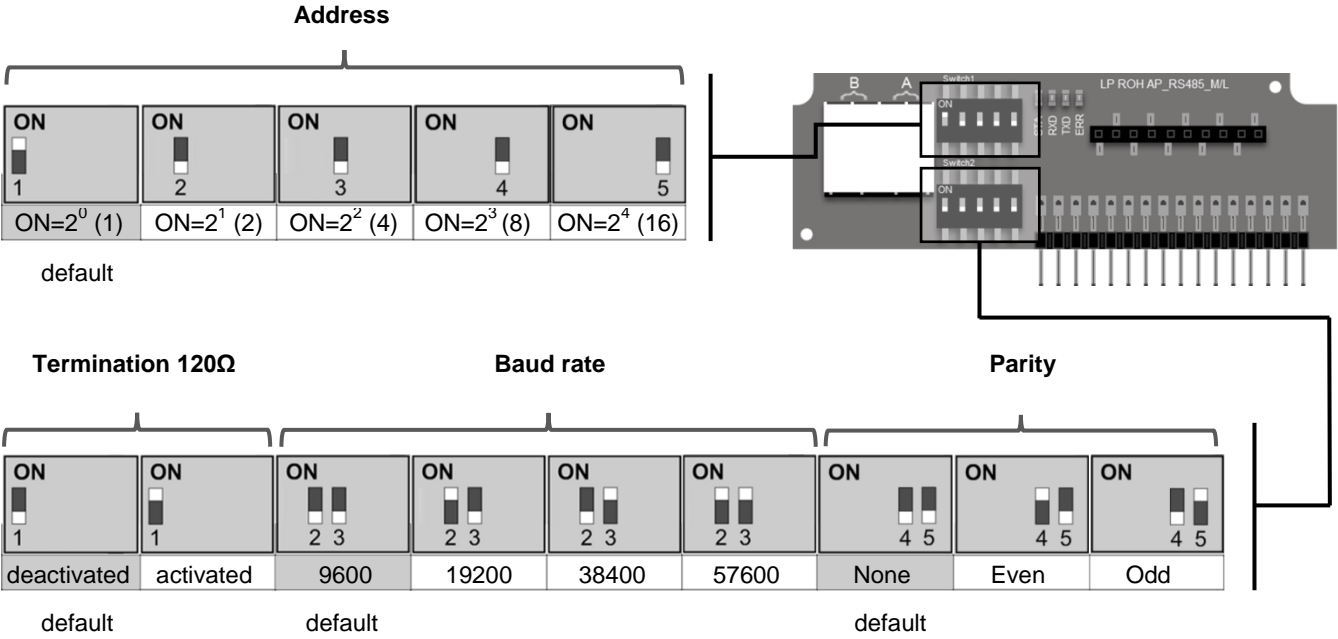 Address
ON ON ON ON ON
1 2 3 4 5
ON=2⁰ (1) ON=2¹ (2) ON=2² (4) ON=2³ (8) ON=2⁴ (16)
default
B A Switch1 LP ROH AP_RS485_M/L
ON
STA RXD TXD ERR
Switch2
ON
Termination 120Ω Baud rate Parity
ON ON ON ON ON ON ON ON ON
1 1 2 3 2 3 2 3 2 3 4 5 4 5 4 5
deactivated activated 9600 19200 38400 57600 None Even Odd
default default default